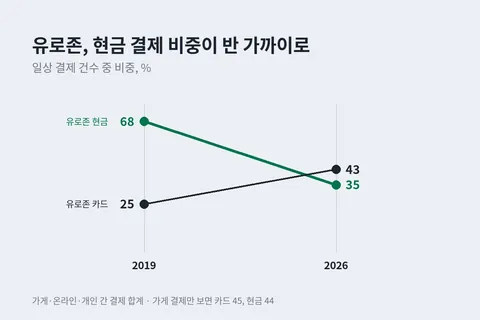 유로존, 현금 결제 비중이 반 가까이로
일상 결제 건수 중 비중, %
유로존 현금 68
43
35
유로존 카드 25
2019 2026
가게·온라인·개인 간 결제 합계 · 가게 결제만 보면 카드 45, 현금 44